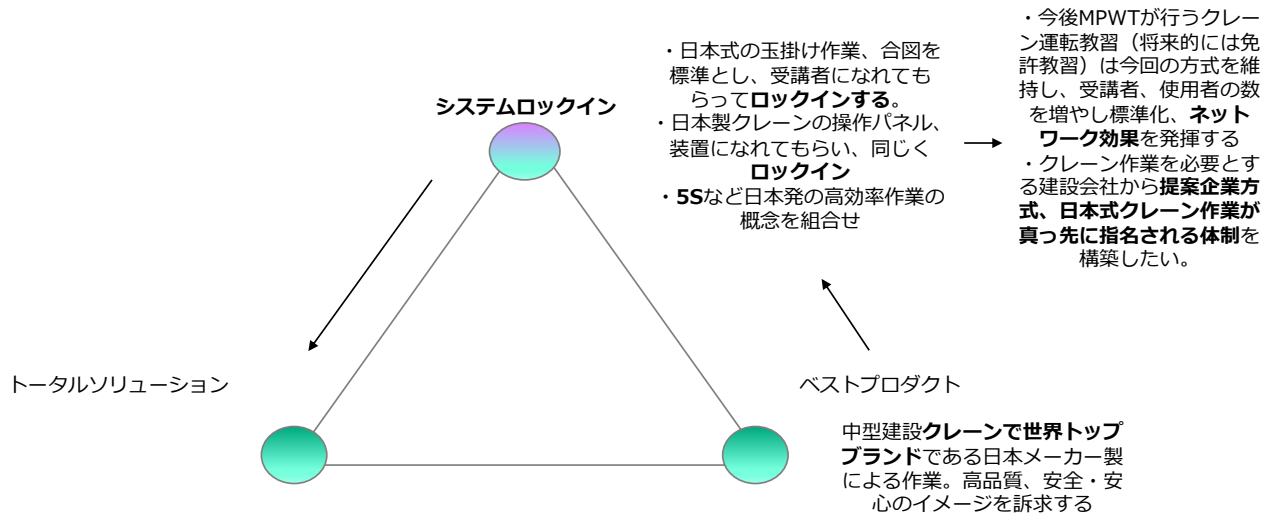 システムロックイン
・日本式の玉掛け作業、合図を
標準とし、受講者になれても
らってロックインする。
・日本製クレーンの操作パネル、
装置になれてもらい、同じく
ロックイン
・5Sなど日本発の高効率作業の
概念を組合せ
・今後MPWTが行うクレー
ン運転教習（将来的には免
許教習）は今回の方式を維
持し、受講者、使用者の数
を増やし標準化、ネット
ワーク効果を発揮する
・クレーン作業を必要とす
る建設会社から提案企業方
式、日本式クレーン作業が
真っ先に指名される体制を
構築したい。
トータルソリューション
ベストプロダクト
中型建設クレーンで世界トップ
ブランドである日本メーカー製
による作業。高品質、安全・安
心のイメージを訴求する